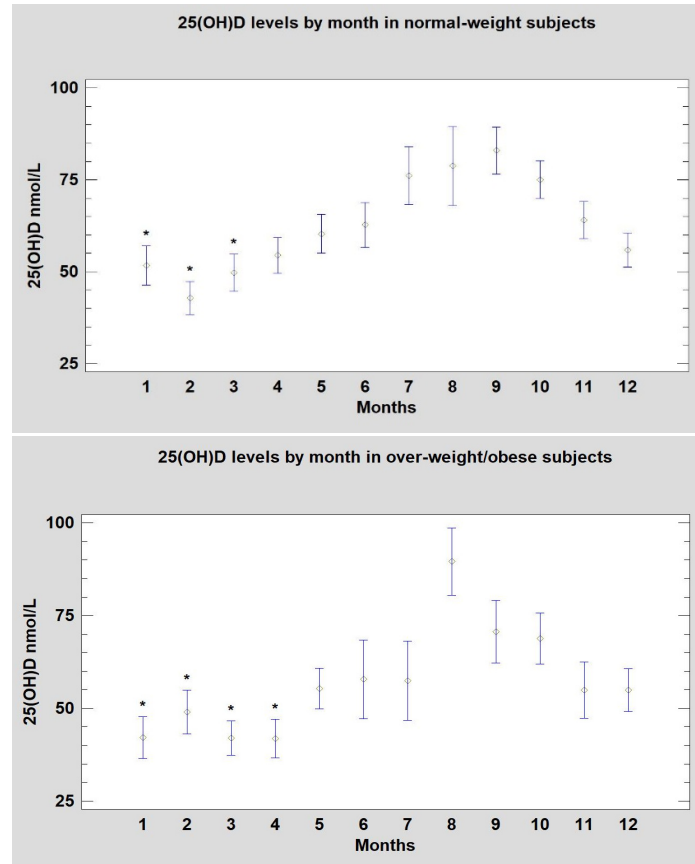 25(OH)D levels by month in normal-weight subjects
100
75
50
25
25(OH)D nmol/L
* * *
1 2 3 4 5 6 7 8 9 10 11 12
Months
25(OH)D levels by month in over-weight/obese subjects
100
75
50
25
25(OH)D nmol/L
* * * *
1 2 3 4 5 6 7 8 9 10 11 12
Months